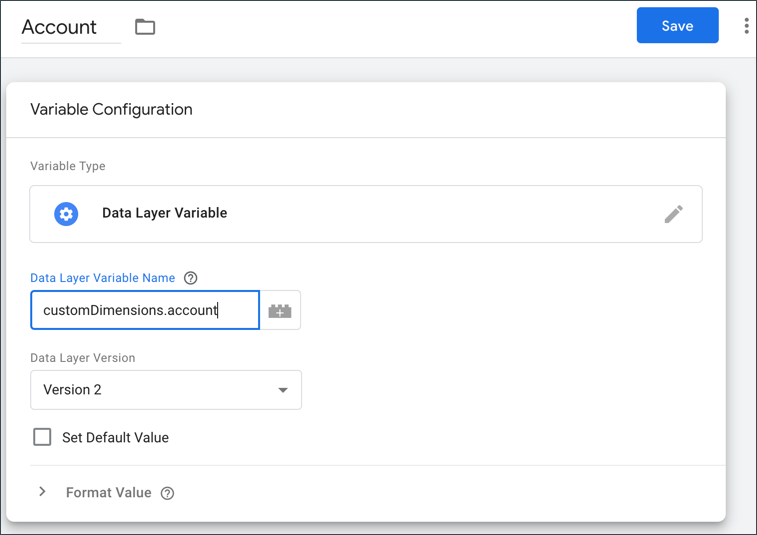 Account
Save
Variable Configuration
Variable Type
Data Layer Variable
Data Layer Variable Name
customDimensions.account
Data Layer Version
Version 2
Set Default Value
Format Value